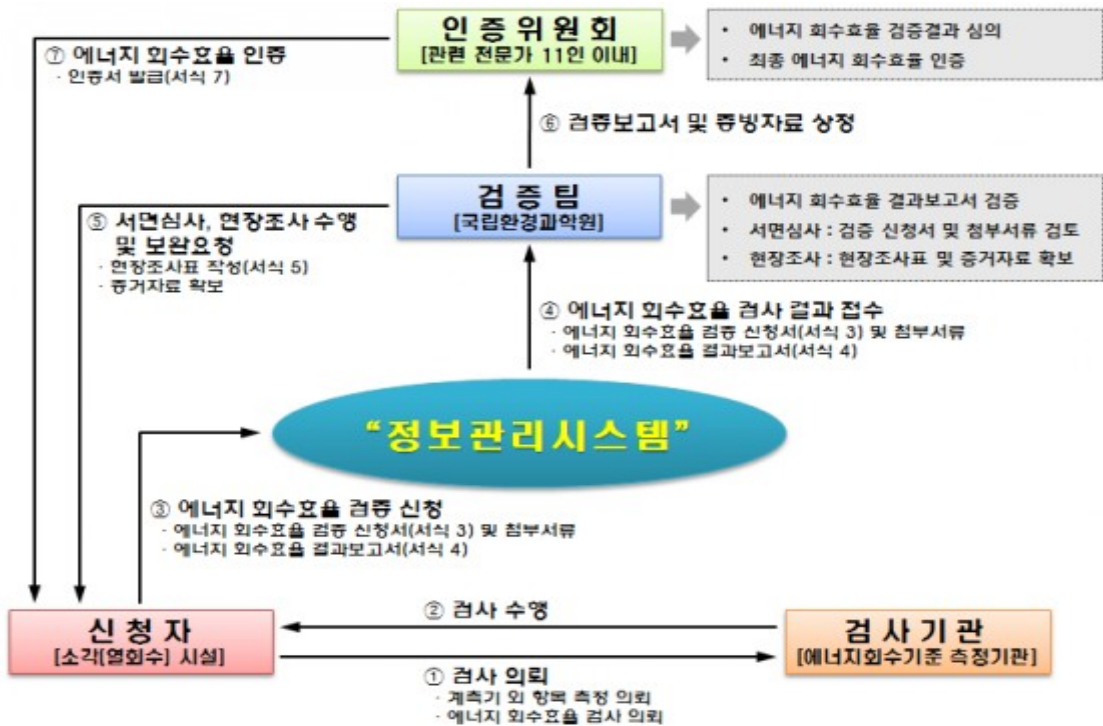 인증위원회
[관련 전문가 11인 이내]
· 에너지 회수효율 검증결과 심의
· 최종 에너지 회수효율 인증
⑦ 에너지 회수효율 인증
· 인증서 발급(서식 7)
⑥ 검증보고서 및 증빙자료 상정
검증팀
[국립환경과학원]
· 에너지 회수효율 결과보고서 검증
· 서면심사 : 검증 신청서 및 첨부서류 검토
· 현장조사 : 현장조사표 및 증거자료 확보
⑤ 서면심사, 현장조사 수행
및 보완요청
· 현장조사표 작성(서식 5)
· 증거자료 확보
④ 에너지 회수효율 검사 결과 접수
· 에너지 회수효율 검증 신청서(서식 3) 및 첨부서류
· 에너지 회수효율 결과보고서(서식 4)
“정보관리시스템”
③ 에너지 회수효율 검증 신청
· 에너지 회수효율 검증 신청서(서식 3) 및 첨부서류
· 에너지 회수효율 결과보고서(서식 4)
② 검사 수행
신청자
[소각(열회수) 시설]
검사기관
[에너지회수기준 측정기관]
① 검사 의뢰
· 계측기 외 항목 측정 의뢰
· 에너지 회수효율 검사 의뢰